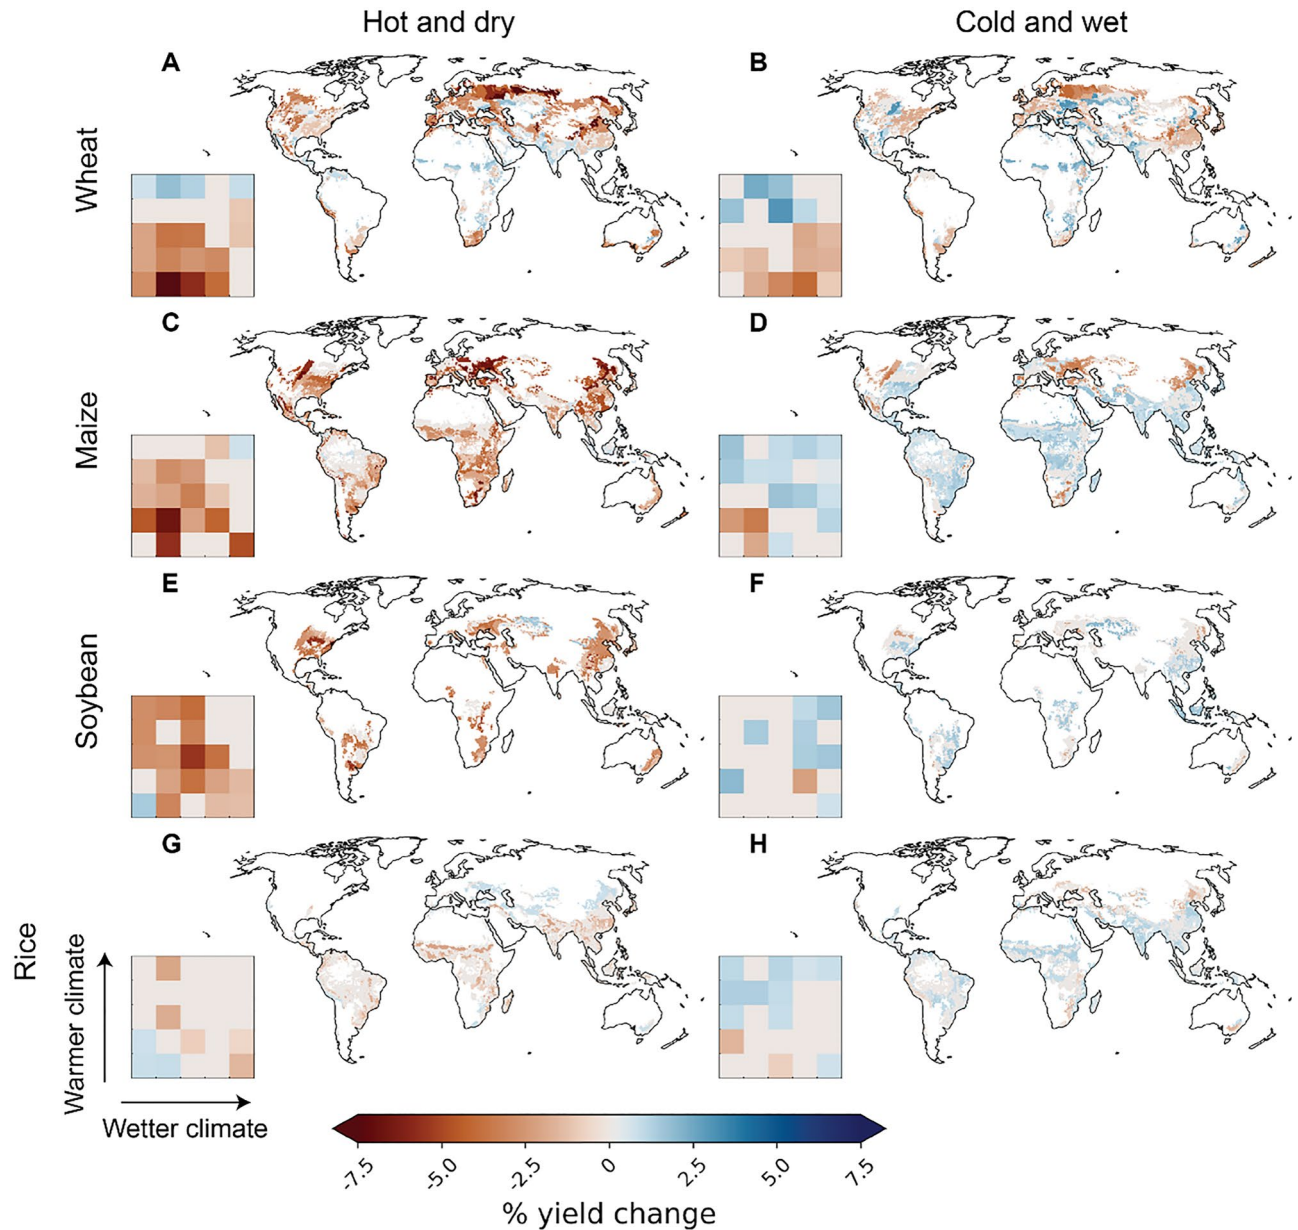 Hot and dry
Cold and wet
A
B
Wheat
C
D
Maize
E
F
Soybean
G
H
Rice
Warmer climate
Wetter climate
-7.5
-5.0
-2.5
0
2.5
5.0
7.5
% yield change